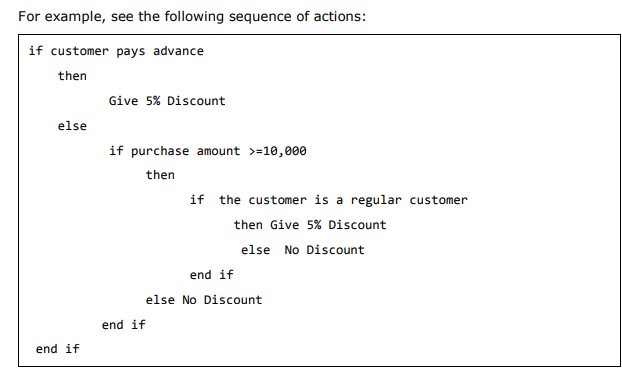 For example, see the following sequence of actions:
if customer pays advance
then
Give 5% Discount
else
if purchase amount >=10,000
then
if the customer is a regular customer
then Give 5% Discount
else No Discount
end if
else No Discount
end if
end if